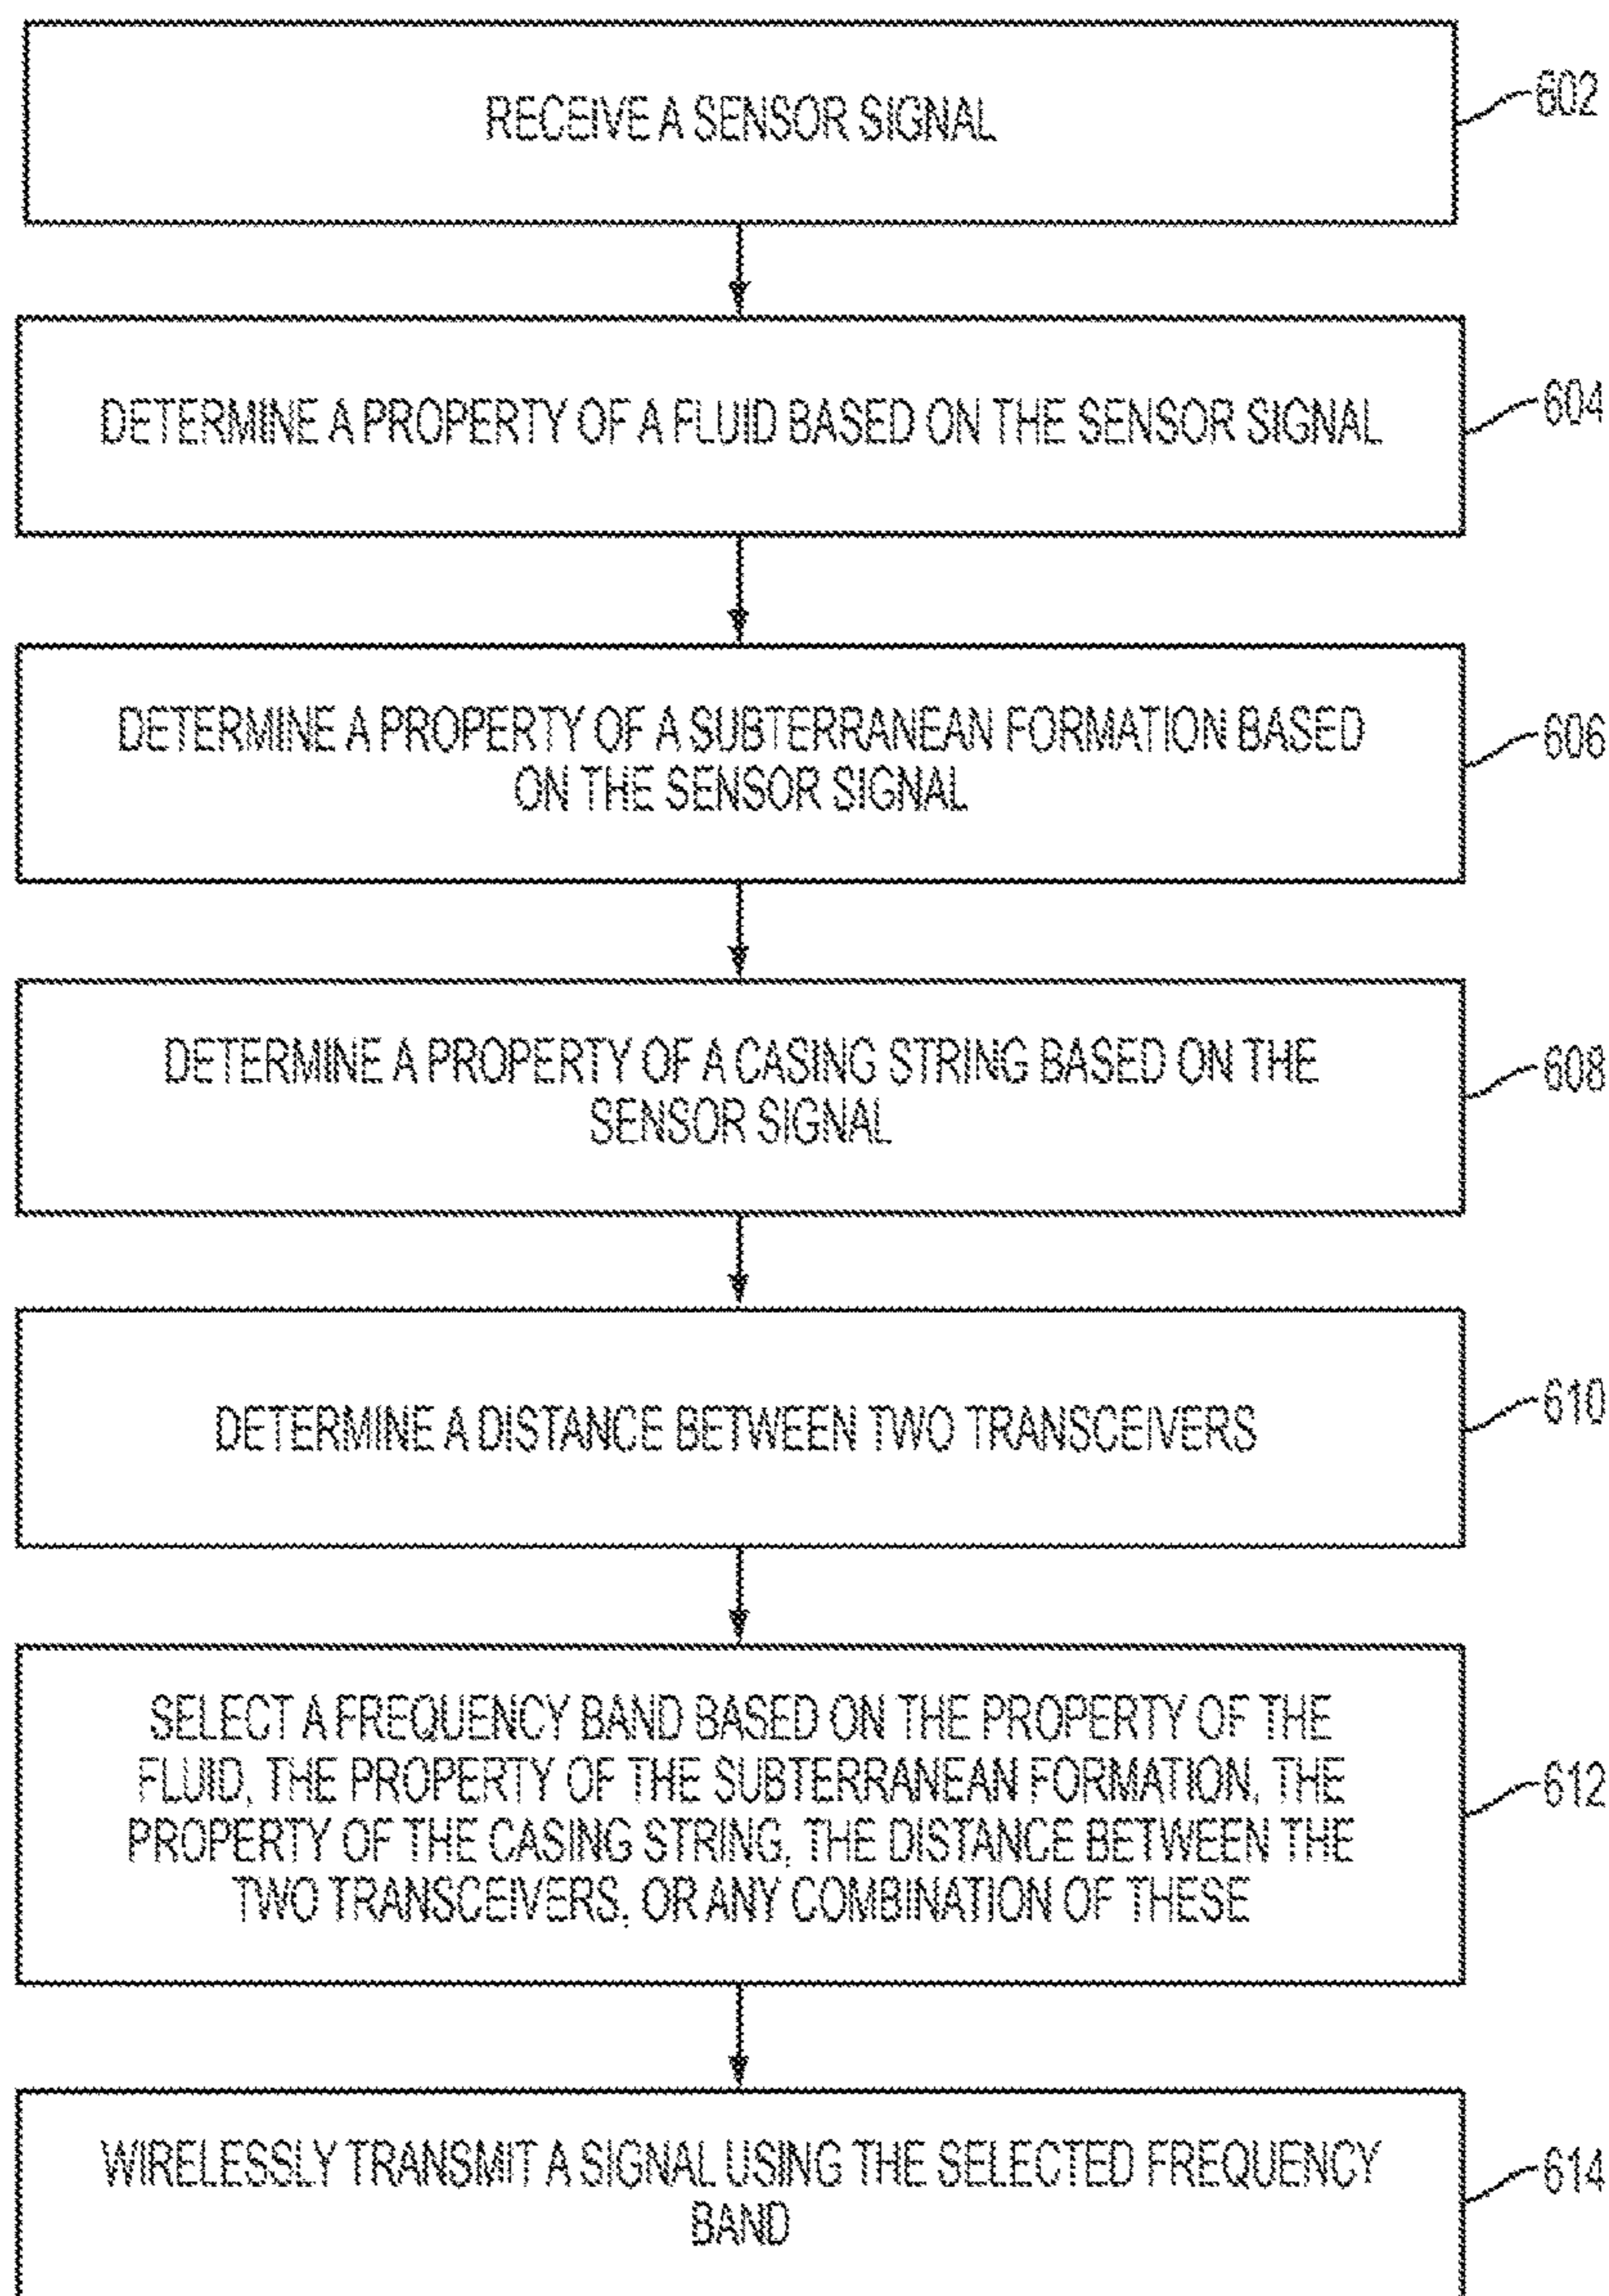 RECEIVE A SENSOR SIGNAL
602
DETERMINE A PROPERTY OF A FLUID BASED ON THE SENSOR SIGNAL
604
DETERMINE A PROPERTY OF A SUBTERRANEAN FORMATION BASED
ON THE SENSOR SIGNAL
606
DETERMINE A PROPERTY OF A CASING STRING BASED ON THE
SENSOR SIGNAL
608
DETERMINE A DISTANCE BETWEEN TWO TRANSCEIVERS
610
SELECT A FREQUENCY BAND BASED ON THE PROPERTY OF THE
FLUID, THE PROPERTY OF THE SUBTERRANEAN FORMATION, THE
PROPERTY OF THE CASING STRING, THE DISTANCE BETWEEN THE
TWO TRANSCEIVERS, OR ANY COMBINATION OF THESE
612
WIRELESSLY TRANSMIT A SIGNAL USING THE SELECTED FREQUENCY
BAND
614